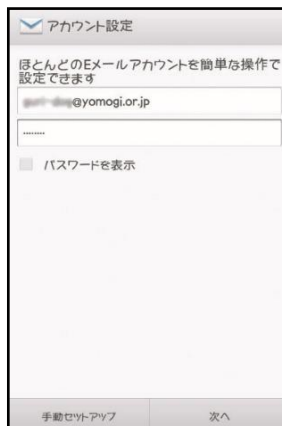 アカウント設定
ほとんどのEメールアカウントを簡単な操作で
設定できます
@yomogi.or.jp
........
パスワードを表示
手動セットアップ
次へ